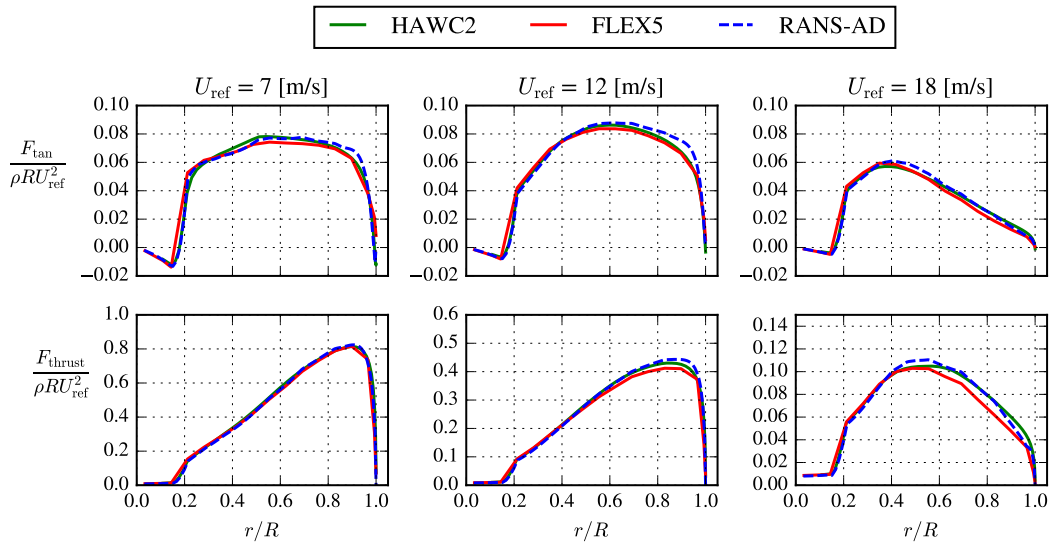 HAWC2 FLEX5 RANS-AD
U_ref = 7 [m/s] U_ref = 12 [m/s] U_ref = 18 [m/s]
F_tan / ρRU²_ref
0.10 0.08 0.06 0.04 0.02 0.00 −0.02
0.10 0.08 0.06 0.04 0.02 0.00 −0.02
0.10 0.08 0.06 0.04 0.02 0.00 −0.02
F_thrust / ρRU²_ref
1.0 0.8 0.6 0.4 0.2 0.0
0.6 0.5 0.4 0.3 0.2 0.1 0.0
0.14 0.12 0.10 0.08 0.06 0.04 0.02 0.00
0.0 0.2 0.4 0.6 0.8 1.0 0.0 0.2 0.4 0.6 0.8 1.0 0.0 0.2 0.4 0.6 0.8 1.0
r/R r/R r/R